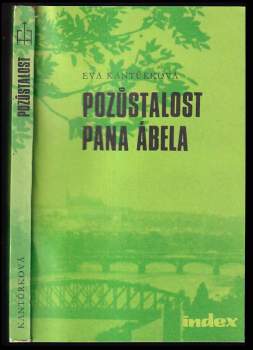 POZŮSTALOST
KANTŮRKOVÁ
EVA KANTŮRKOVÁ
POZŮSTALOST
PANA ÁBELA
index